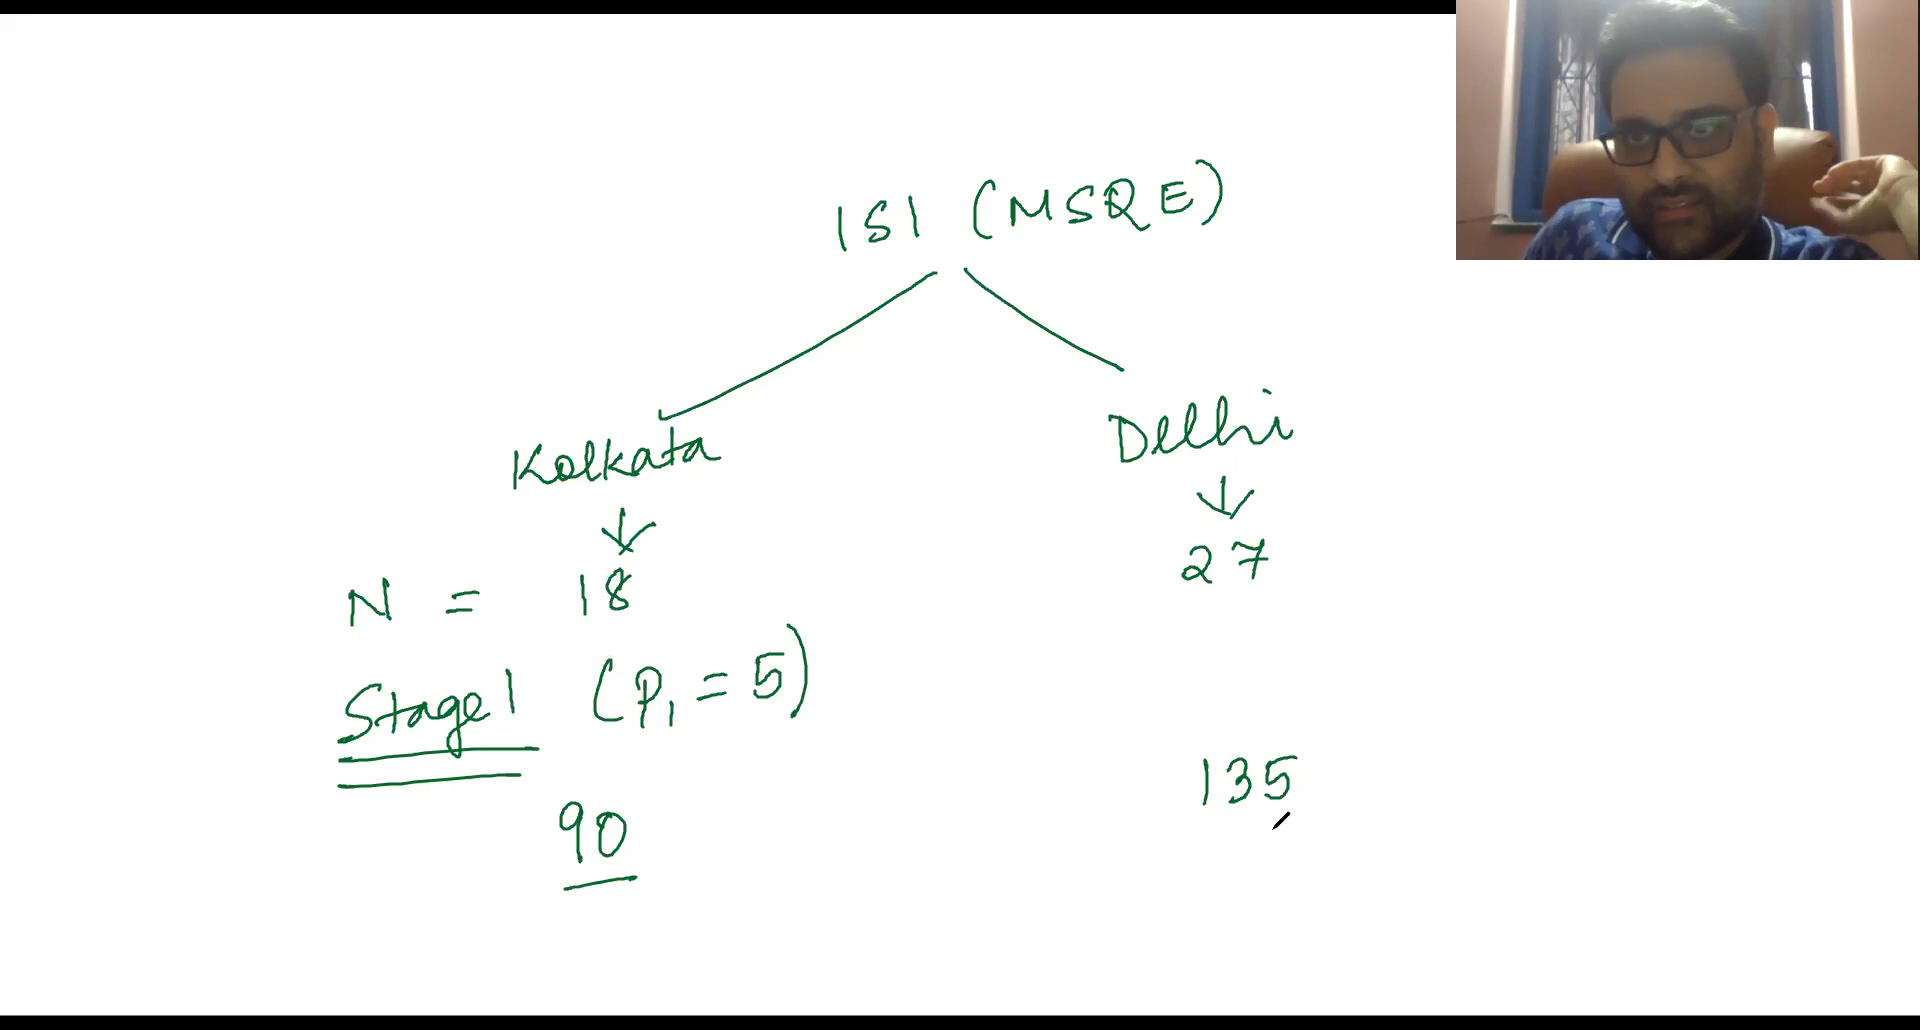 ISI (MSQE)
Kolkata Delhi
↓ ↓
N = 18 27
Stage 1 (P₁ = 5)
90 135